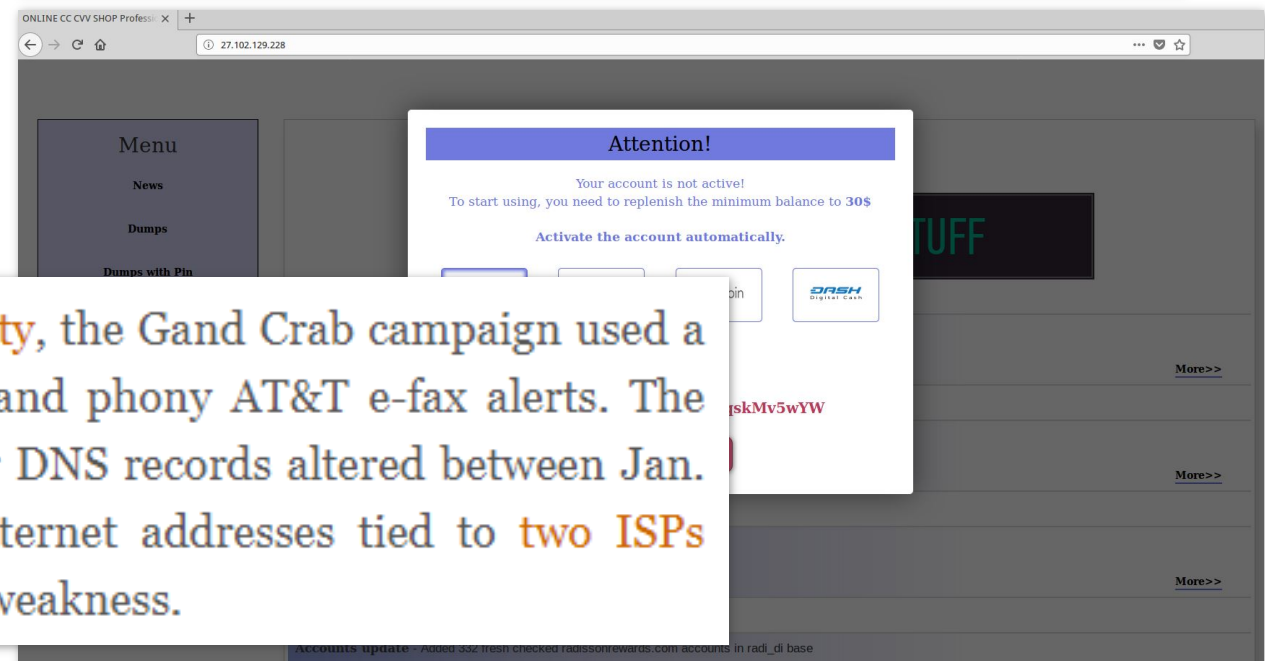 ONLINE CC CVV SHOP Professi
27.102.129.228
Menu
News
Dumps
Dumps with Pin
Attention!
Your account is not active!
To start using, you need to replenish the minimum balance to 30$
Activate the account automatically.
oin
DASH
Digital Cash
TUFF
qskMv5wYW
More>>
More>>
More>>
ty, the Gand Crab campaign used a
and phony AT&T e-fax alerts. The
DNS records altered between Jan.
ternet addresses tied to two ISPs
weakness.
Accounts update - Added 332 fresh checked radissonrewards.com accounts in radi_di base